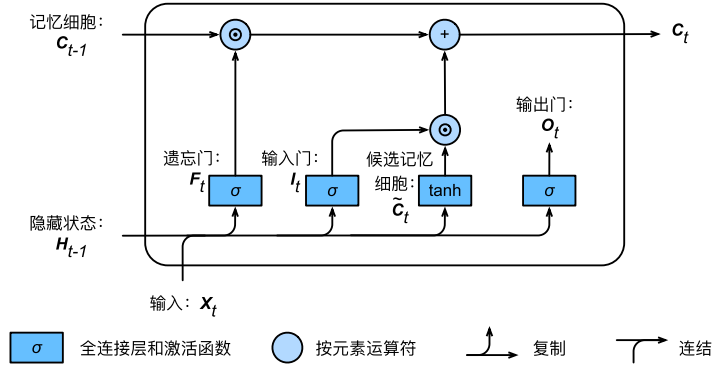 记忆细胞：
C_{t-1}
+
C_t
输出门：
O_t
遗忘门：
F_t
输入门：
I_t
候选记忆
细胞：
C̃_t
σ
σ
tanh
σ
隐藏状态：
H_{t-1}
输入：X_t
σ 全连接层和激活函数
按元素运算符
复制
连结